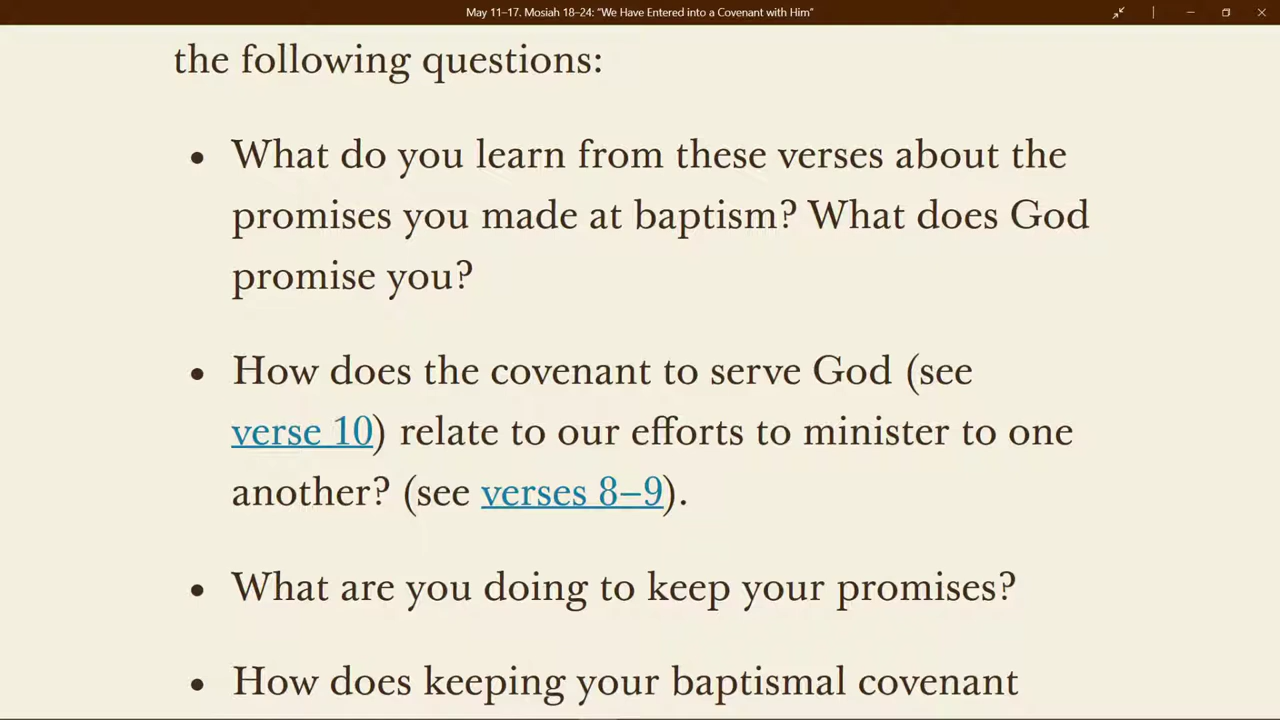 May 11–17. Mosiah 18–24: “We Have Entered into a Covenant with Him”
the following questions:
• What do you learn from these verses about the
promises you made at baptism? What does God
promise you?
• How does the covenant to serve God (see
verse 10) relate to our efforts to minister to one
another? (see verses 8–9).
• What are you doing to keep your promises?
• How does keeping your baptismal covenant